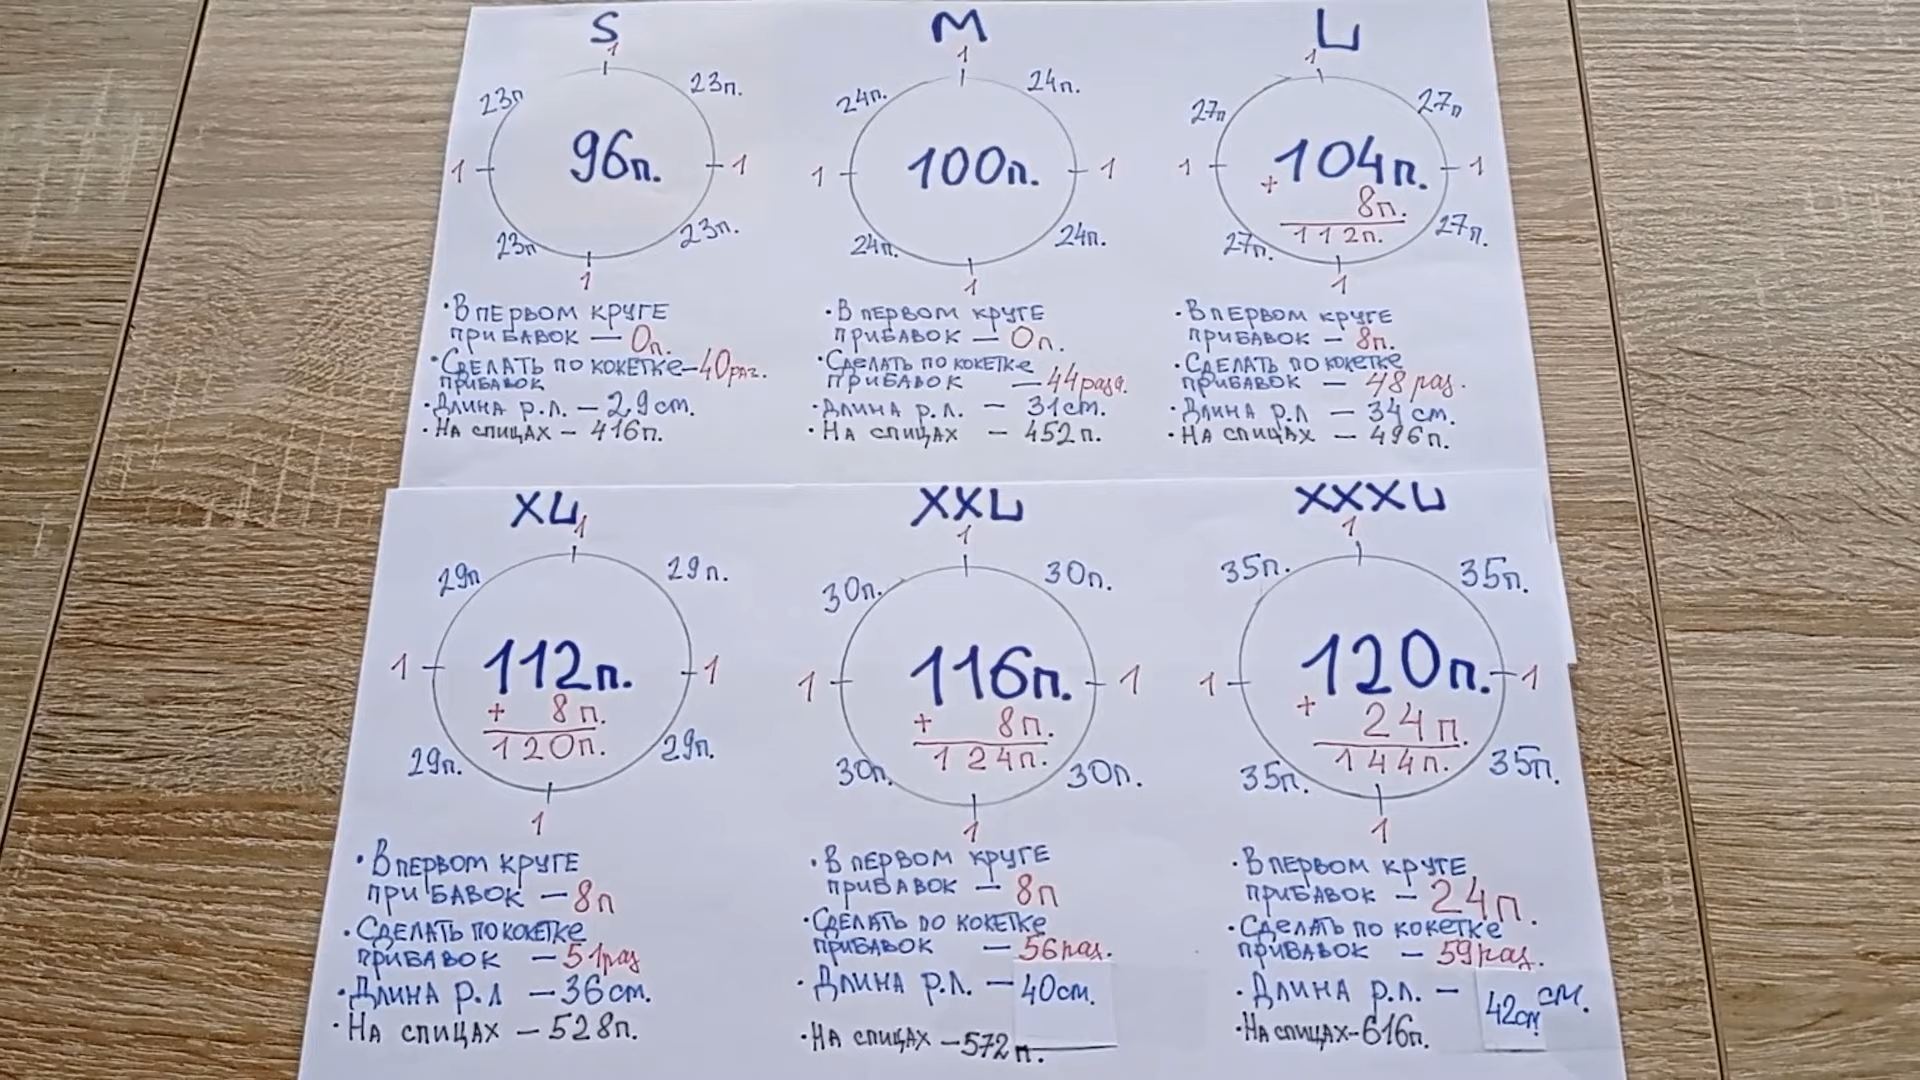 S
1
23п
23п.
1
96п.
1
23п
23п.
1
• В первом круге
прибавок — 0п.
• Сделать по кокетке — 40раз.
прибавок
• Длина р.л. — 29см.
• На спицах — 416п.
M
1
24п.
24п.
1
100п.
1
24п.
24п.
1
• В первом круге
прибавок — 0п.
• Сделать по кокетке
прибавок — 44раза.
• Длина р.л. — 31см.
• На спицах — 452п.
L
1
27п
27п
1
104п.
1
+ 8п.
112п.
27п.
27п.
1
• В первом круге
прибавок — 8п.
• Сделать по кокетке
прибавок — 48раз.
• Длина р.л — 34см.
• На спицах — 496п.
XL
1
29п
29п.
1
112п.
1
+ 8п.
120п.
29п.
29п.
1
• В первом круге
прибавок — 8п
• Сделать по кокетке
прибавок — 51раз
• Длина р.л — 36см.
• На спицах — 528п.
XXL
1
30п.
30п.
1
116п.
1
+ 8п.
124п.
30п.
30п.
1
• В первом круге
прибавок — 8п
• Сделать по кокетке
прибавок — 56раз.
• Длина р.л. — 40см.
• На спицах — 572п.
XXXL
1
35п.
35п.
1
120п.
1
+ 24п.
144п.
35п.
35п.
1
• В первом круге
прибавок — 24п.
• Сделать по кокетке
прибавок — 59раз.
• Длина р.л. — 42см см.
• На спицах — 616п.